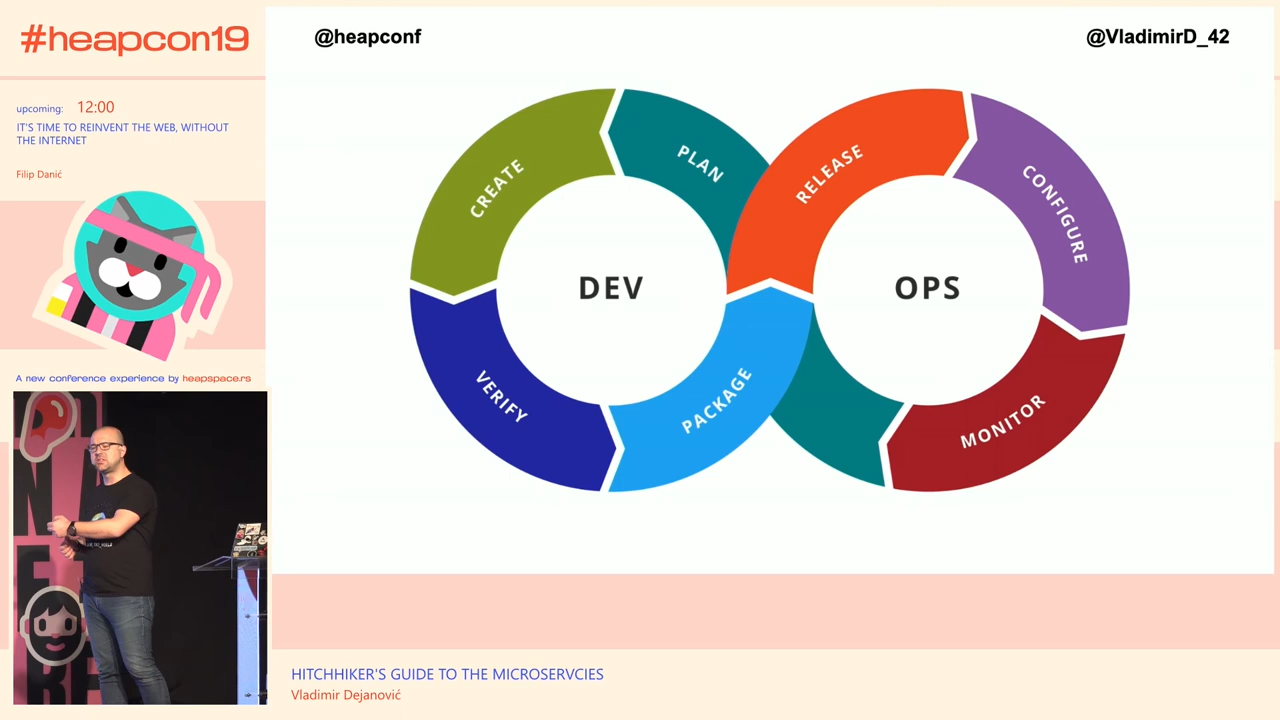 #heapcon19
upcoming: 12:00
IT'S TIME TO REINVENT THE WEB, WITHOUT
THE INTERNET
Filip Danić
A new conference experience by heapspace.rs
@heapconf
@VladimirD_42
CREATE
PLAN
RELEASE
CONFIGURE
DEV
OPS
VERIFY
PACKAGE
MONITOR
HITCHHIKER'S GUIDE TO THE MICROSERVCIES
Vladimir Dejanović